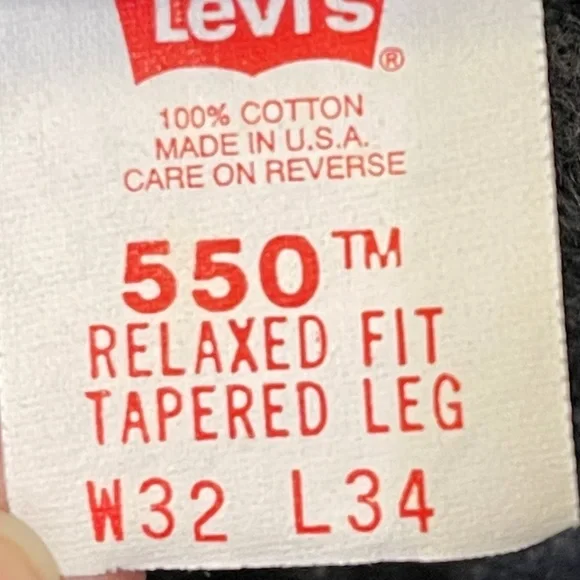 Levi's®
100% COTTON
MADE IN U.S.A.
CARE ON REVERSE
550™
RELAXED FIT
TAPERED LEG
W32 L34